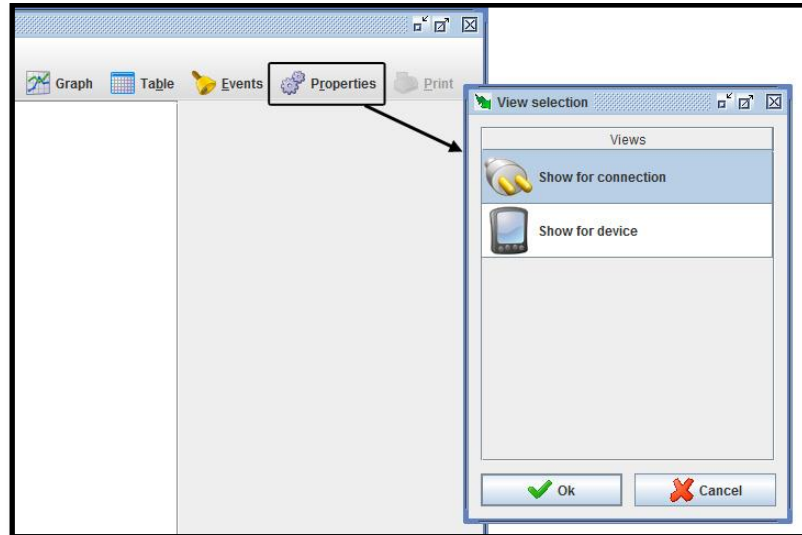 Graph Table Events Properties Print
View selection
Views
Show for connection
Show for device
Ok Cancel